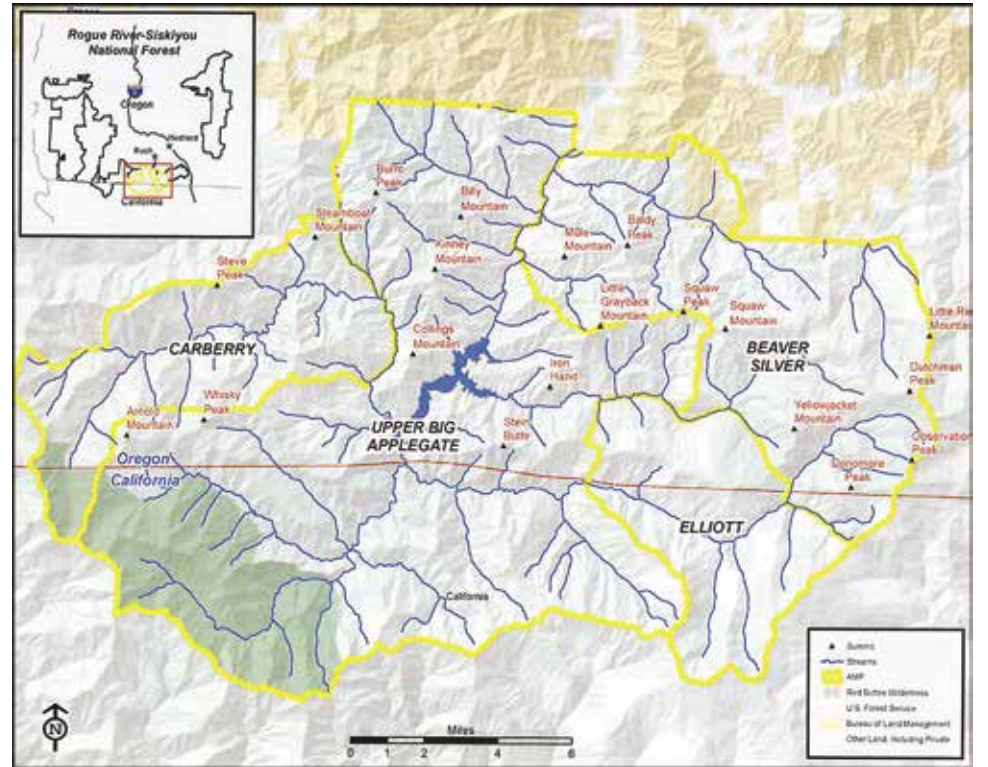 Rogue River-Siskiyou
National Forest
Oregon
Medford
Rush
California
Burnt
Peak
Billy
Mountain
Steamboat
Mountain
Kinney
Mountain
Mule
Mountain
Baldy
Peak
Steve
Peak
Little
Grayback
Mountain
Squaw
Peak
Squaw
Mountain
Collings
Mountain
CARBERRY
BEAVER
SILVER
Dutchman
Peak
Iron
Hand
Arnold
Mountain
Whisky
Peak
UPPER BIG
APPLEGATE
Stein
Butte
Yellowjacket
Mountain
Observation
Peak
Donomore
Peak
Oregon
California
ELLIOTT
California
Summit
Streams
AMP
Red Buttes Wilderness
U.S. Forest Service
Bureau of Land Management
Other Land, Including Private
N
Miles
0 1 2 4 6